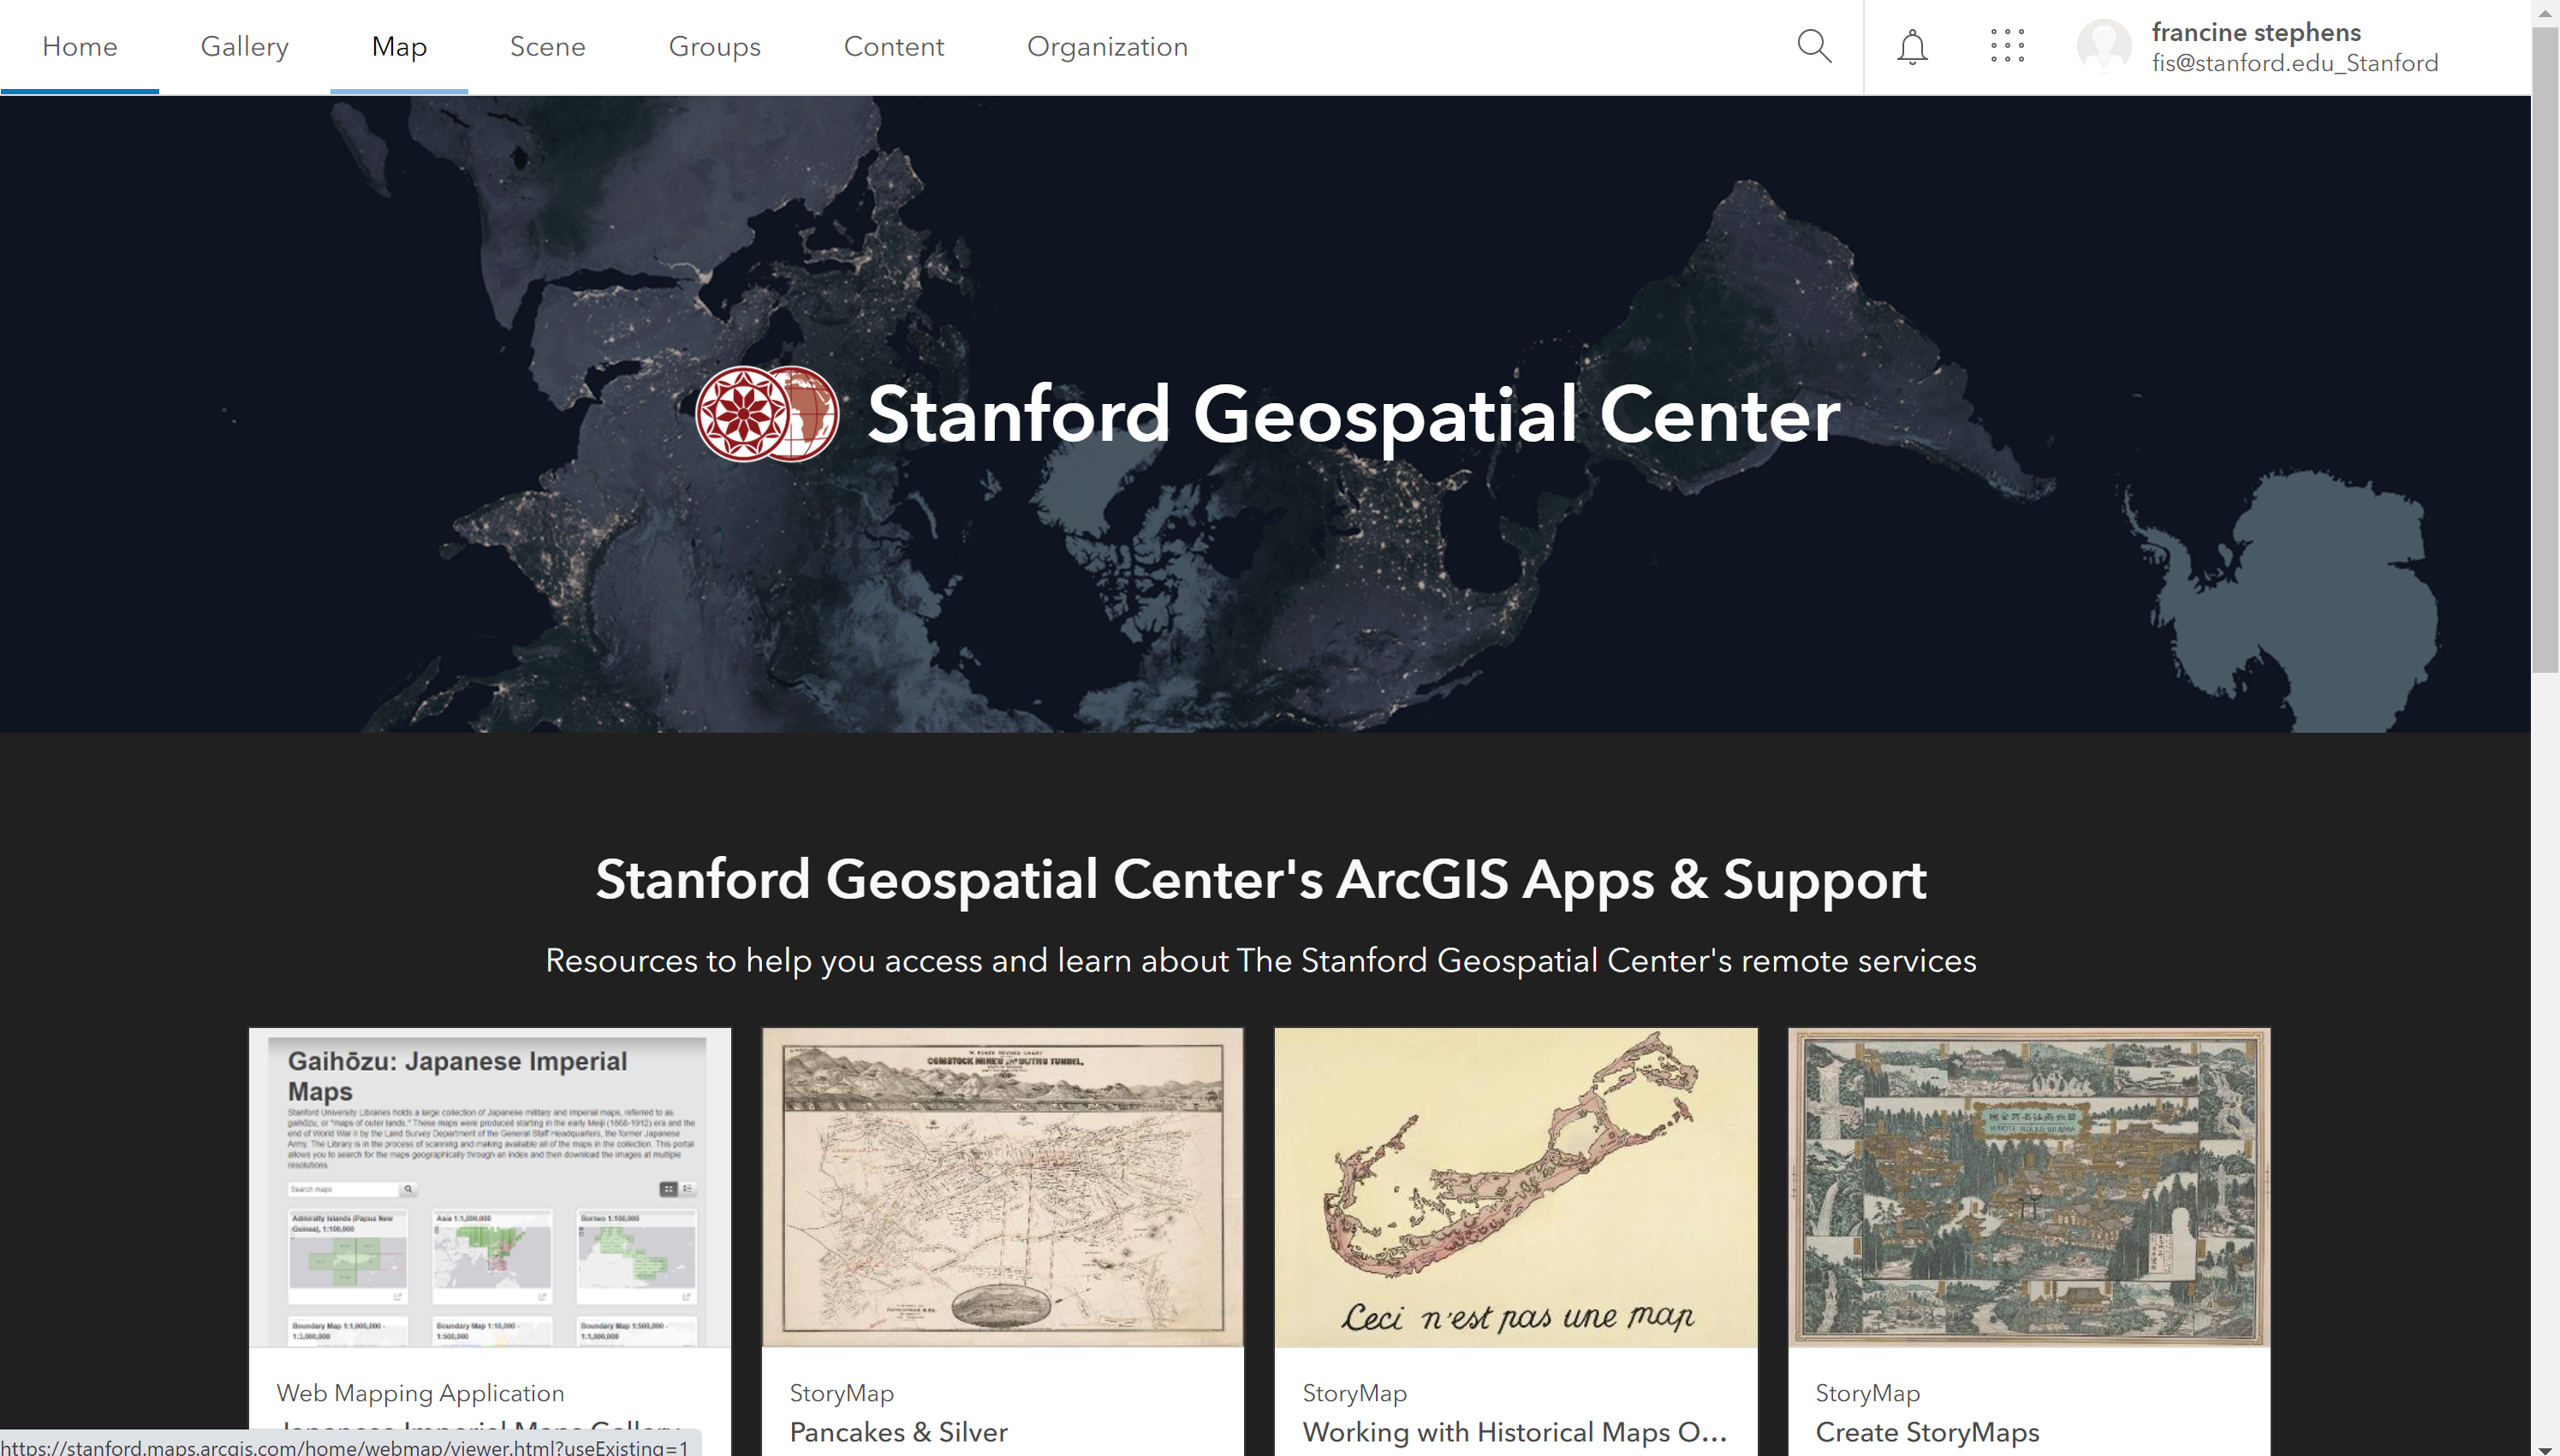 Home Gallery Map Scene Groups Content Organization
francine stephens
fis@stanford.edu_Stanford
Stanford Geospatial Center
Stanford Geospatial Center's ArcGIS Apps & Support
Resources to help you access and learn about The Stanford Geospatial Center's remote services
Gaihōzu: Japanese Imperial
Maps
Stanford University Libraries holds a large collection of Japanese military and imperial maps, referred to as
gaihōzu, or "maps of outer lands." These maps were produced starting in the early Meiji (1868-1912) era and the
end of World War II by the Land Survey Department of the General Staff Headquarters, the former Japanese
Army. The Library is in the process of scanning and making available all of the maps in the collection. This portal
allows you to search for the maps geographically through an index and then download the images at multiple
resolutions.
Search maps
Admiralty Islands (Papua New
Guinea), 1:100,000
Asia 1:1,000,000
Borneo 1:100,000
Boundary Map 1:1,000,000 -
1:3,000,000
Boundary Map 1:10,000 -
1:500,000
Boundary Map 1:500,000 -
1:1,000,000
COMSTOCK MINES AND SUTRO TUNNEL,
Ceci n'est pas une map
Web Mapping Application
Japanese Imperial Maps Gallery
StoryMap
Pancakes & Silver
StoryMap
Working with Historical Maps O...
StoryMap
Create StoryMaps
https://stanford.maps.arcgis.com/home/webmap/viewer.html?useExisting=1